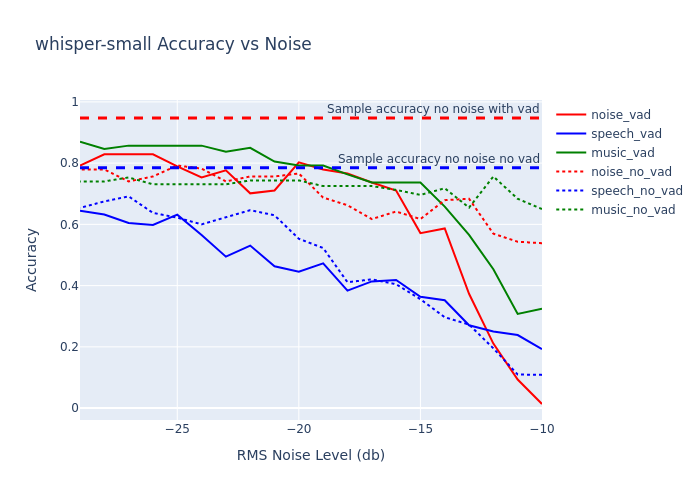 whisper-small Accuracy vs Noise
Sample accuracy no noise with vad
Sample accuracy no noise no vad
1
0.8
0.6
0.4
0.2
0
Accuracy
−25
−20
−15
−10
RMS Noise Level (db)
noise_vad
speech_vad
music_vad
noise_no_vad
speech_no_vad
music_no_vad